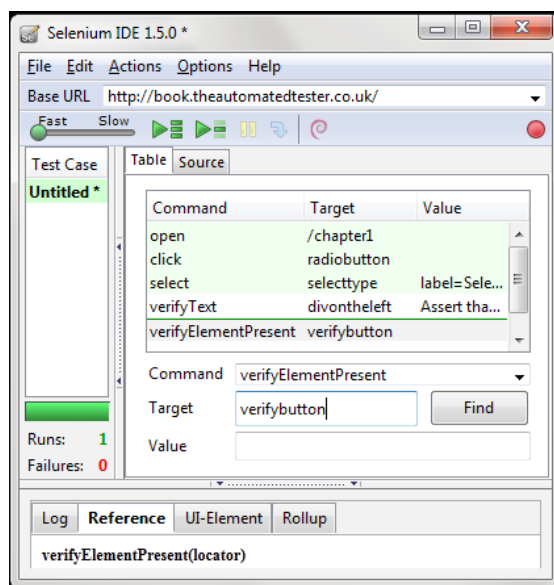 Selenium IDE 1.5.0 *
File Edit Actions Options Help
Base URL http://book.theautomatedtester.co.uk/
Fast Slow
Test Case
Untitled *
Table Source
Command Target Value
open /chapter1
click radiobutton
select selecttype label=Sele...
verifyText divontheleft Assert tha...
verifyElementPresent verifybutton
Command verifyElementPresent
Target verifybutton Find
Value
Runs: 1
Failures: 0
Log Reference UI-Element Rollup
verifyElementPresent(locator)